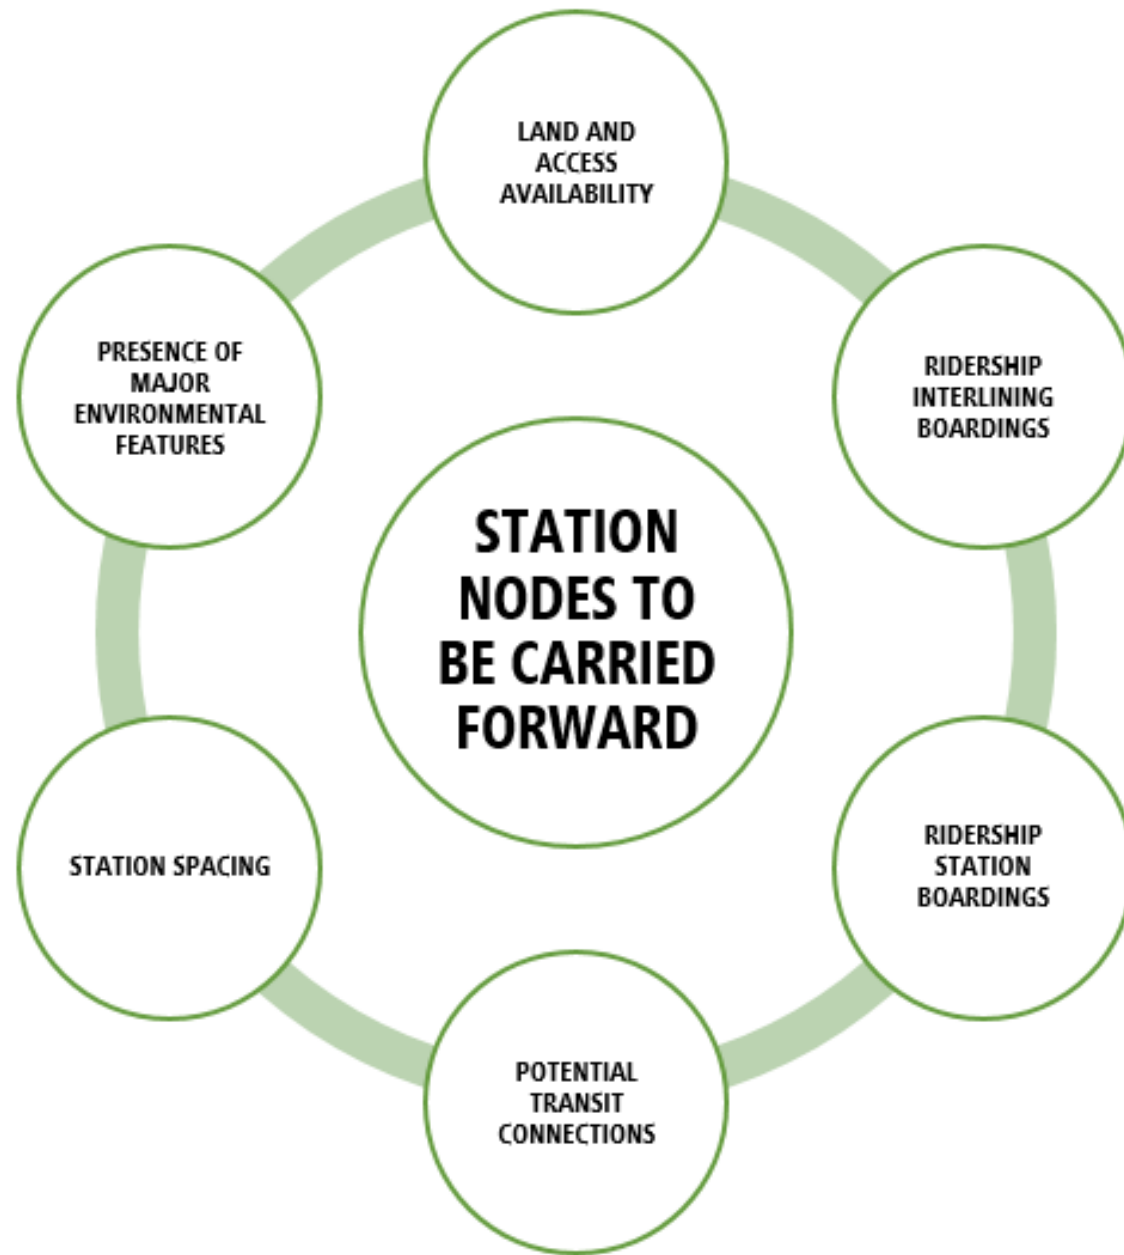 LAND AND
ACCESS
AVAILABILITY
RIDERSHIP
INTERLINING
BOARDINGS
RIDERSHIP
STATION
BOARDINGS
POTENTIAL
TRANSIT
CONNECTIONS
STATION SPACING
PRESENCE OF
MAJOR
ENVIRONMENTAL
FEATURES
STATION
NODES TO
BE CARRIED
FORWARD